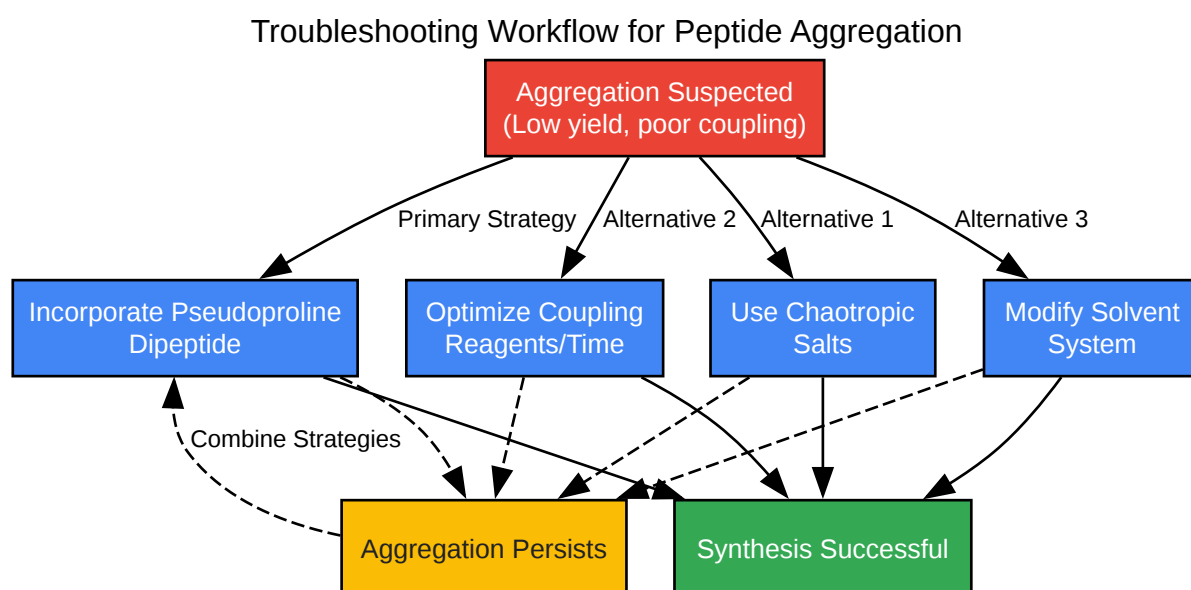 Troubleshooting Workflow for Peptide Aggregation
Aggregation Suspected
(Low yield, poor coupling)
Primary Strategy
Alternative 2
Alternative 1
Alternative 3
Incorporate Pseudoproline
Dipeptide
Optimize Coupling
Reagents/Time
Use Chaotropic
Salts
Modify Solvent
System
Combine Strategies
Aggregation Persists
Synthesis Successful